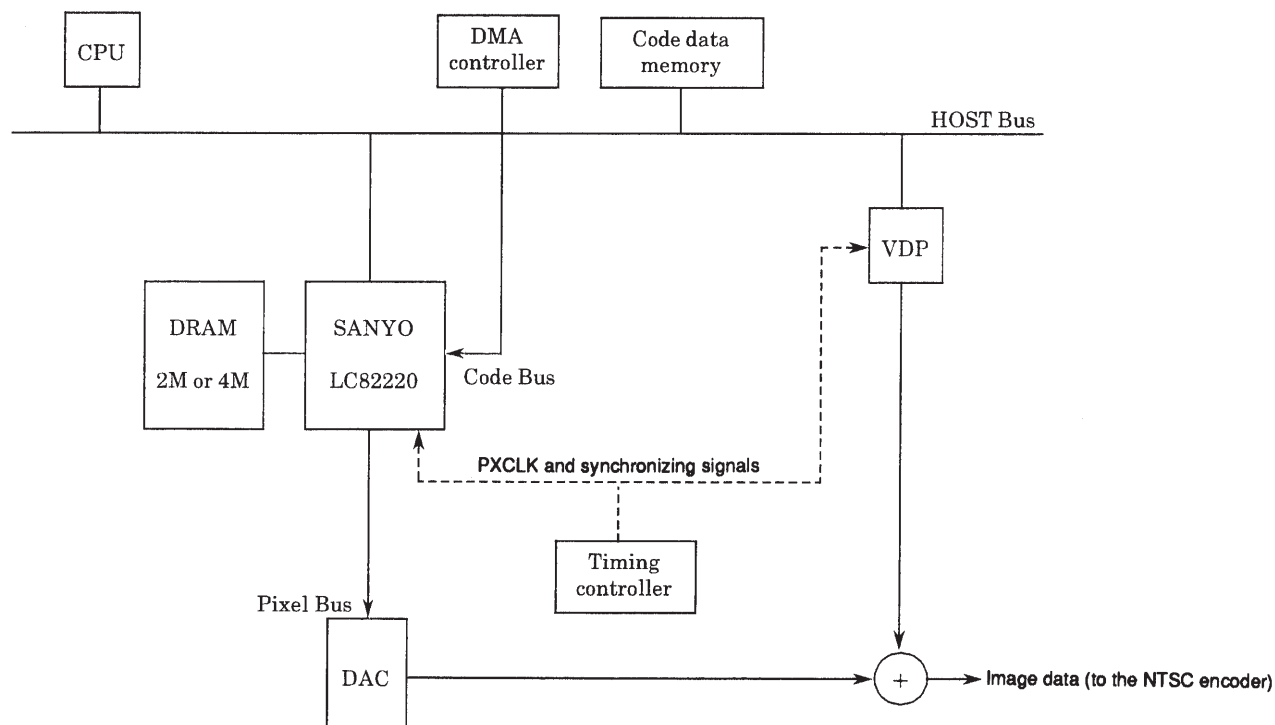 CPU
DMA
controller
Code data
memory
HOST Bus
VDP
DRAM
2M or 4M
SANYO
LC82220
Code Bus
PXCLK and synchronizing signals
Timing
controller
Pixel Bus
DAC
+
Image data (to the NTSC encoder)